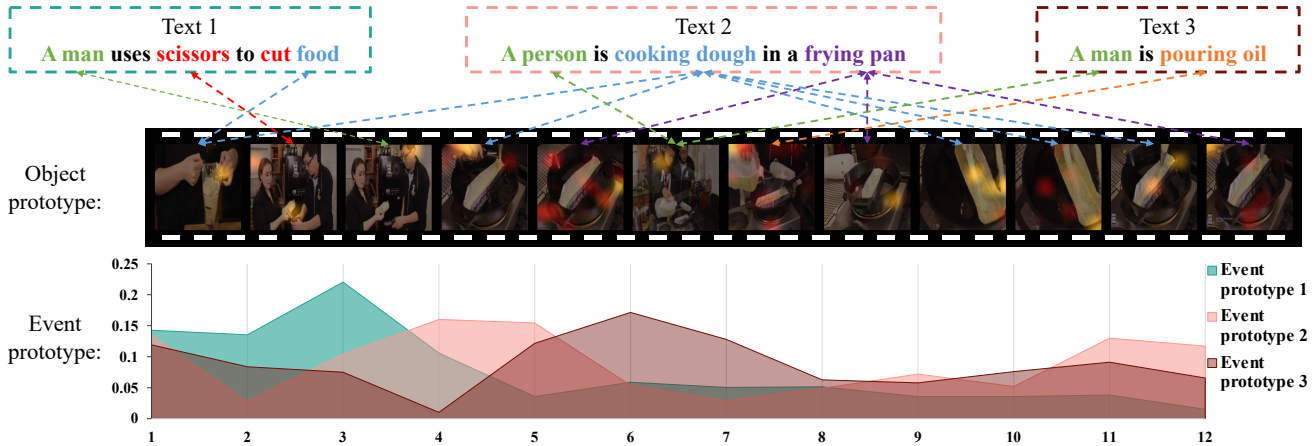 Text 1
A man uses scissors to cut food
Text 2
A person is cooking dough in a frying pan
Text 3
A man is pouring oil
Object
prototype:
0.25
0.2
0.15
0.1
0.05
0
Event
prototype:
Event
prototype 1
Event
prototype 2
Event
prototype 3
1 2 3 4 5 6 7 8 9 10 11 12